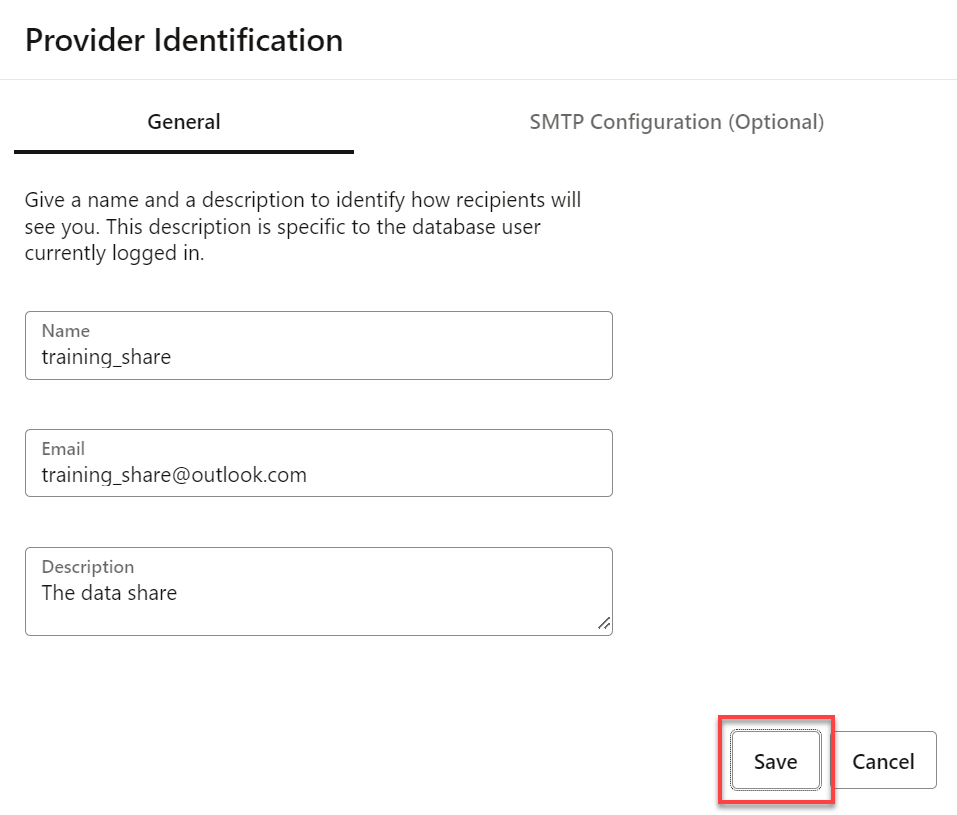 Provider Identification
General
SMTP Configuration (Optional)
Give a name and a description to identify how recipients will
see you. This description is specific to the database user
currently logged in.
Name
training_share
Email
training_share@outlook.com
Description
The data share
Save
Cancel